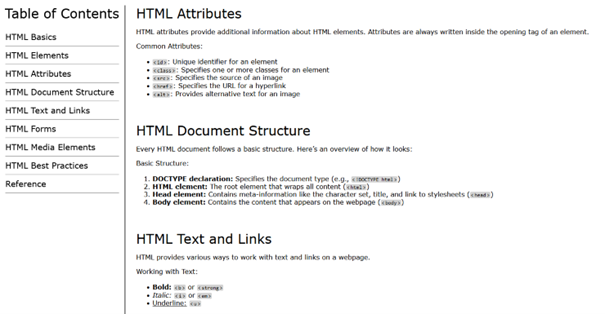 Table of Contents
HTML Basics
HTML Elements
HTML Attributes
HTML Document Structure
HTML Text and Links
HTML Forms
HTML Media Elements
HTML Best Practices
Reference
HTML Attributes
HTML attributes provide additional information about HTML elements. Attributes are always written inside the opening tag of an element.
Common Attributes:
• <id>: Unique identifier for an element
• <class>: Specifies one or more classes for an element
• <src>: Specifies the source of an image
• <href>: Specifies the URL for a hyperlink
• <alt>: Provides alternative text for an image
HTML Document Structure
Every HTML document follows a basic structure. Here's an overview of how it looks:
Basic Structure:
1. DOCTYPE declaration: Specifies the document type (e.g., <!DOCTYPE html>)
2. HTML element: The root element that wraps all content (<html>)
3. Head element: Contains meta-information like the character set, title, and link to stylesheets (<head>)
4. Body element: Contains the content that appears on the webpage (<body>)
HTML Text and Links
HTML provides various ways to work with text and links on a webpage.
Working with Text:
• Bold: <b> or <strong>
• Italic: <i> or <em>
• Underline: <u>